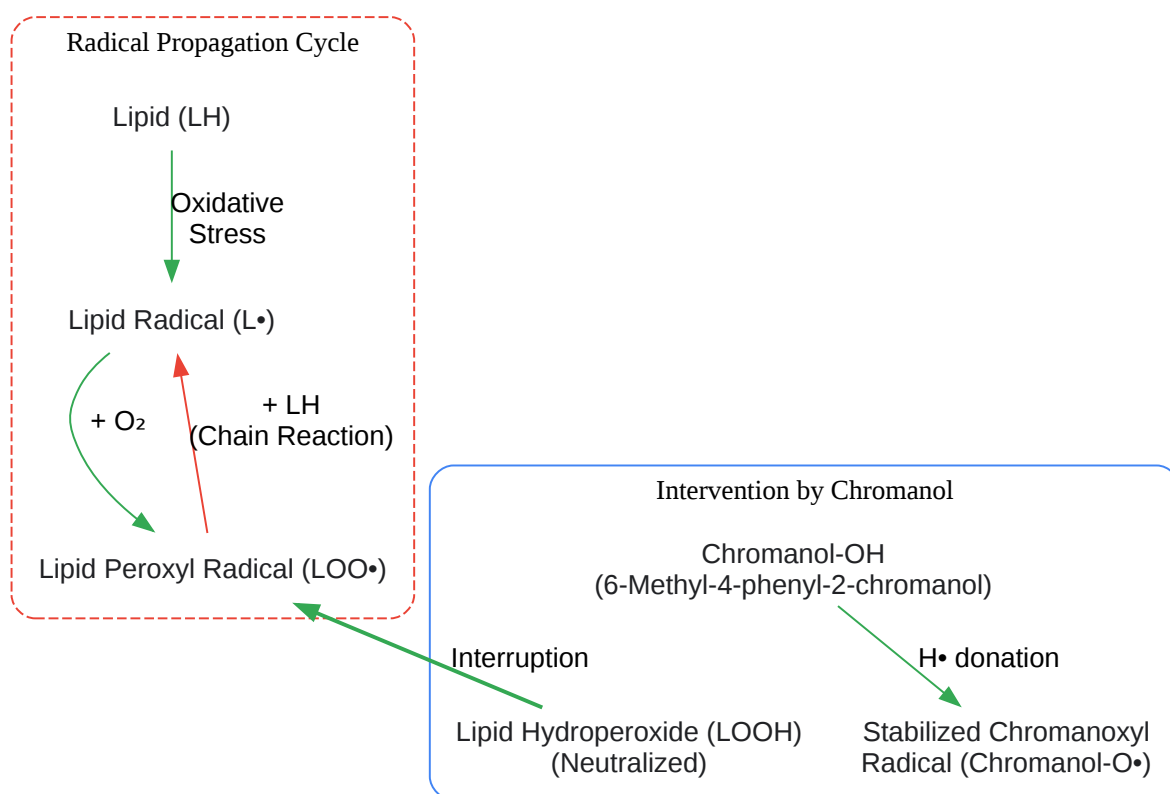 Radical Propagation Cycle
Lipid (LH)
Oxidative
Stress
Lipid Radical (L•)
+ O₂
+ LH
(Chain Reaction)
Lipid Peroxyl Radical (LOO•)
Intervention by Chromanol
Chromanol-OH
(6-Methyl-4-phenyl-2-chromanol)
Interruption
H• donation
Lipid Hydroperoxide (LOOH)
(Neutralized)
Stabilized Chromanoxyl
Radical (Chromanol-O•)